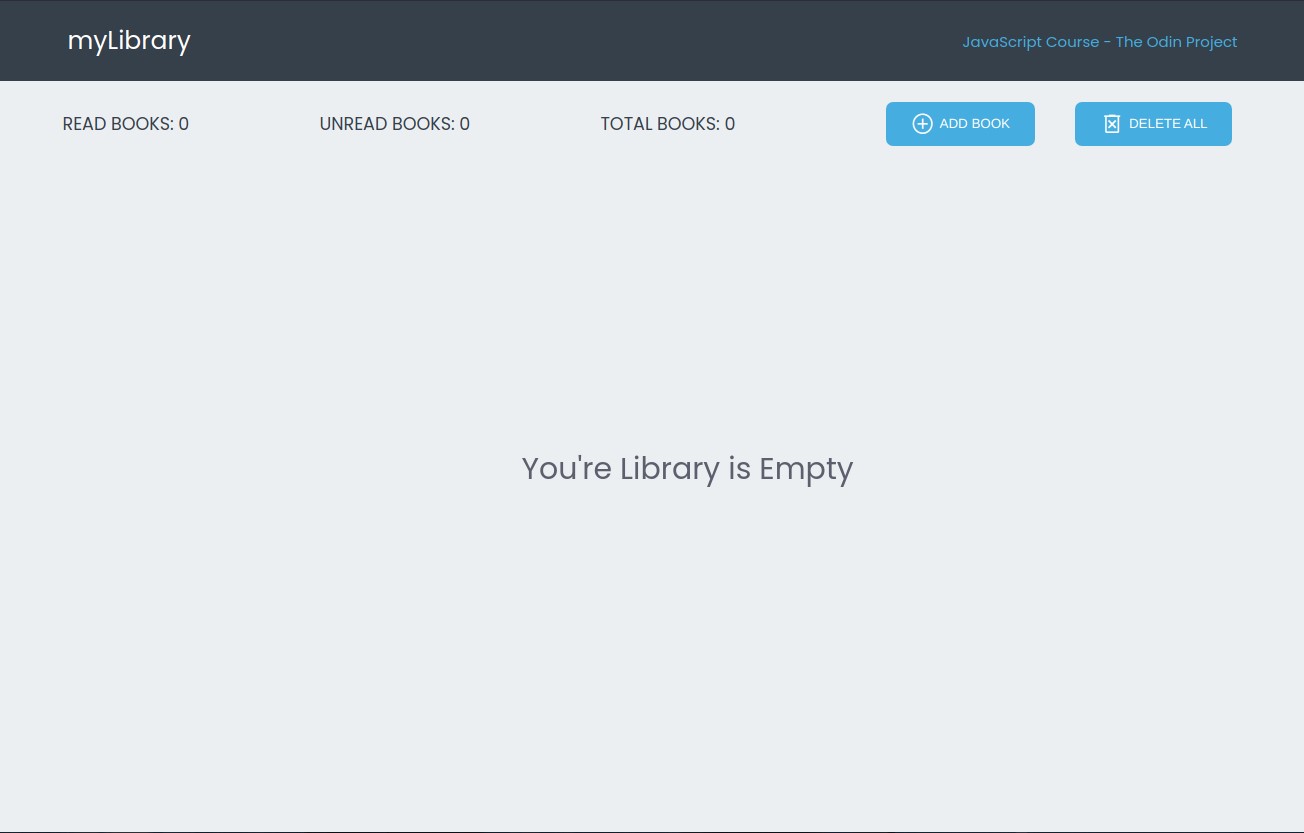 myLibrary
JavaScript Course - The Odin Project
READ BOOKS: 0
UNREAD BOOKS: 0
TOTAL BOOKS: 0
ADD BOOK
DELETE ALL
You're Library is Empty